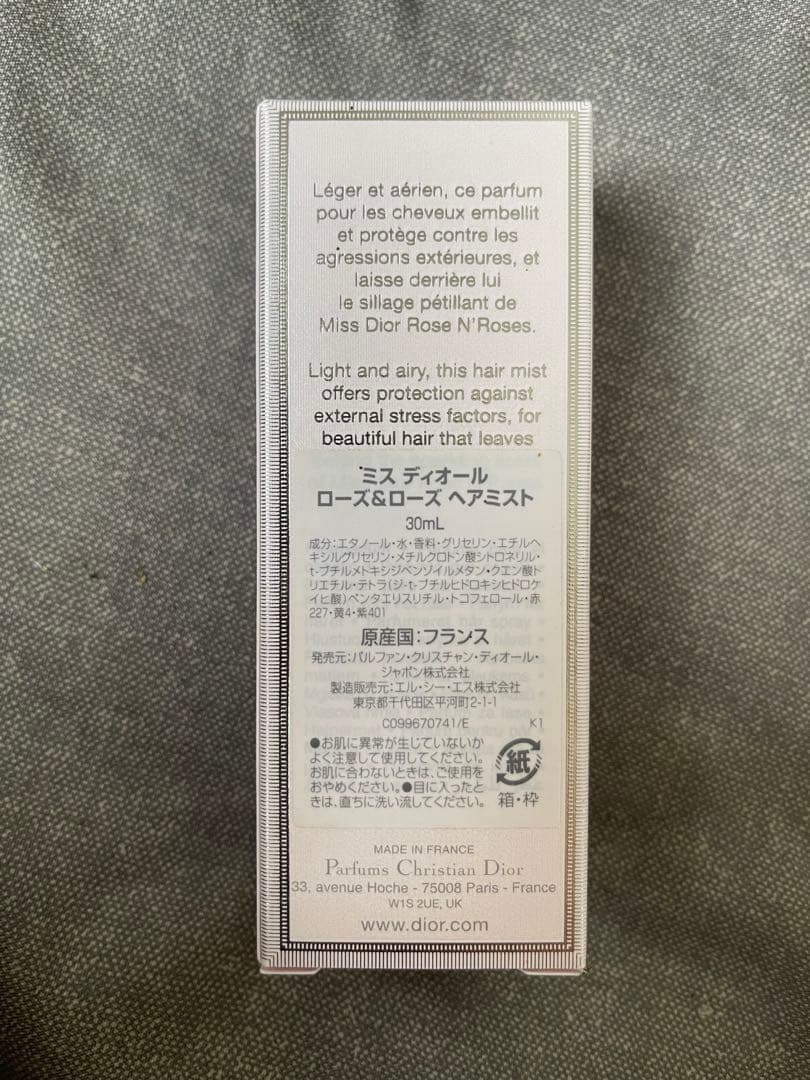 Léger et aérien, ce parfum
pour les cheveux embellit
et protège contre les
agressions extérieures, et
laisse derrière lui
le sillage pétillant de
Miss Dior Rose N'Roses.
Light and airy, this hair mist
offers protection against
external stress factors, for
beautiful hair that leaves
ミス ディオール
ローズ&ローズ ヘアミスト
30mL
成分:エタノール・水・香料・グリセリン・エチルヘ
キシルグリセリン・メチルクロトン酸シトロネリル・
t-ブチルメトキシジベンゾイルメタン・クエン酸ト
リエチル・テトラ(ジ-t-ブチルヒドロキシヒドロケ
イヒ酸)ペンタエリスリチル・トコフェロール・赤
227・黄4・紫401
原産国:フランス
発売元:パルファン・クリスチャン・ディオール・
ジャポン株式会社
製造販売元:エル・シー・エス株式会社
東京都千代田区平河町2-1-1
C099670741/E K1
●お肌に異常が生じていないか
よく注意して使用してください。
お肌に合わないときは、ご使用を
おやめください。●目に入ったと
きは、直ちに洗い流してください。
紙
箱・枠
MADE IN FRANCE
Parfums Christian Dior
33, avenue Hoche - 75008 Paris - France
W1S 2UE, UK
www.dior.com